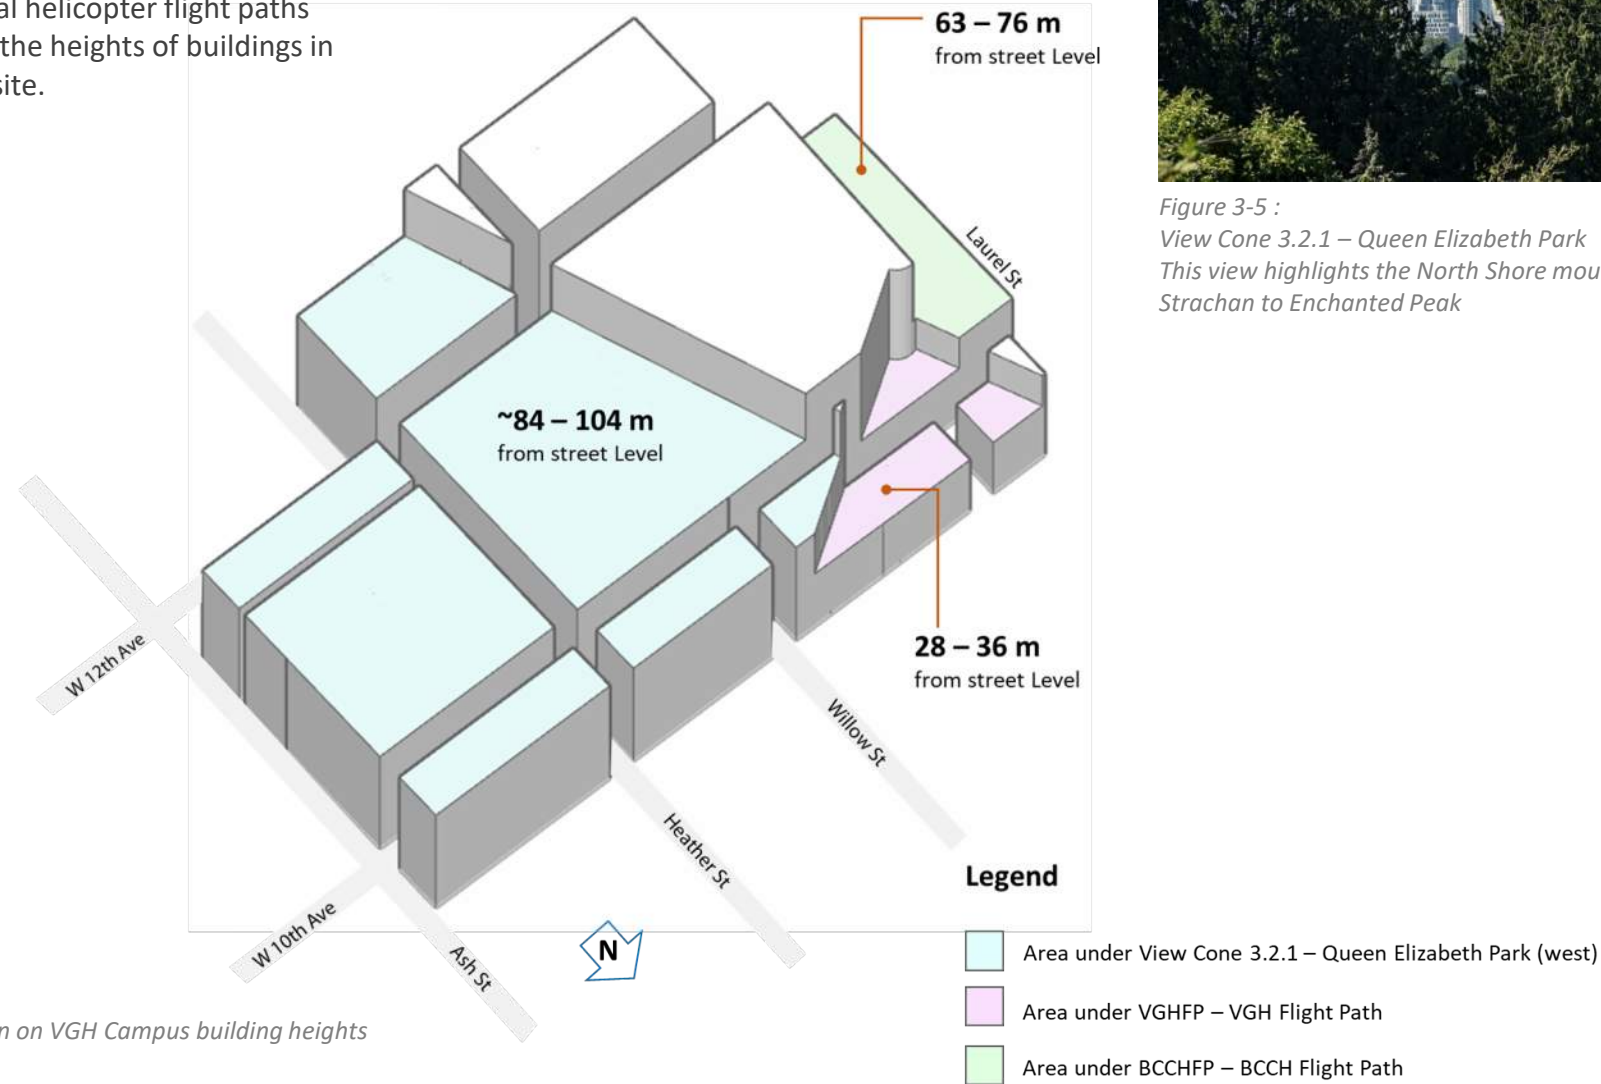 al helicopter flight paths
the heights of buildings in
site.
63 – 76 m
from street Level
Laurel St
~84 – 104 m
from street Level
28 – 36 m
from street Level
W 12th Ave
Willow St
Heather St
W 10th Ave
Ash St
N
Legend
Area under View Cone 3.2.1 – Queen Elizabeth Park (west)
Area under VGHFP – VGH Flight Path
Area under BCCHFP – BCCH Flight Path
n on VGH Campus building heights
Figure 3-5 :
View Cone 3.2.1 – Queen Elizabeth Park
This view highlights the North Shore mou
Strachan to Enchanted Peak